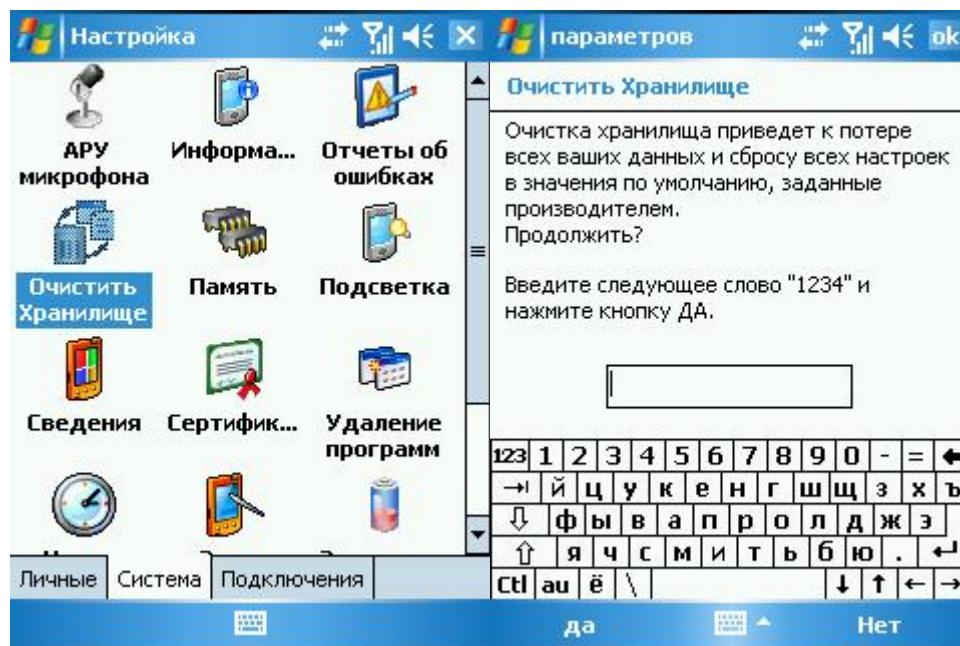 Настройка
АРУ
микрофона
Информа...
Отчеты об
ошибках
Очистить
Хранилище
Память
Подсветка
Сведения
Сертифик...
Удаление
программ
Личные
Система
Подключения
параметров
ok
Очистить Хранилище
Очистка хранилища приведет к потере
всех ваших данных и сбросу всех настроек
в значения по умолчанию, заданные
производителем.
Продолжить?
Введите следующее слово "1234" и
нажмите кнопку ДА.
123 1 2 3 4 5 6 7 8 9 0 - =
й ц у к е н г ш щ з х ъ
ф ы в а п р о л д ж э
я ч с м и т ь б ю .
Ctl au ё \
да
Нет